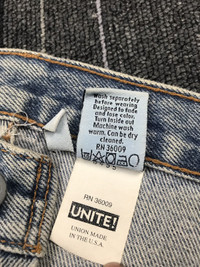 Wash separately
before wearing
Designed to fade
and lose color.
Turn Inside out
Machine wash
warm. Can be dry
cleaned.
RN 36009
RN 36009
UNITE!
UNION MADE
IN THE U.S.A.